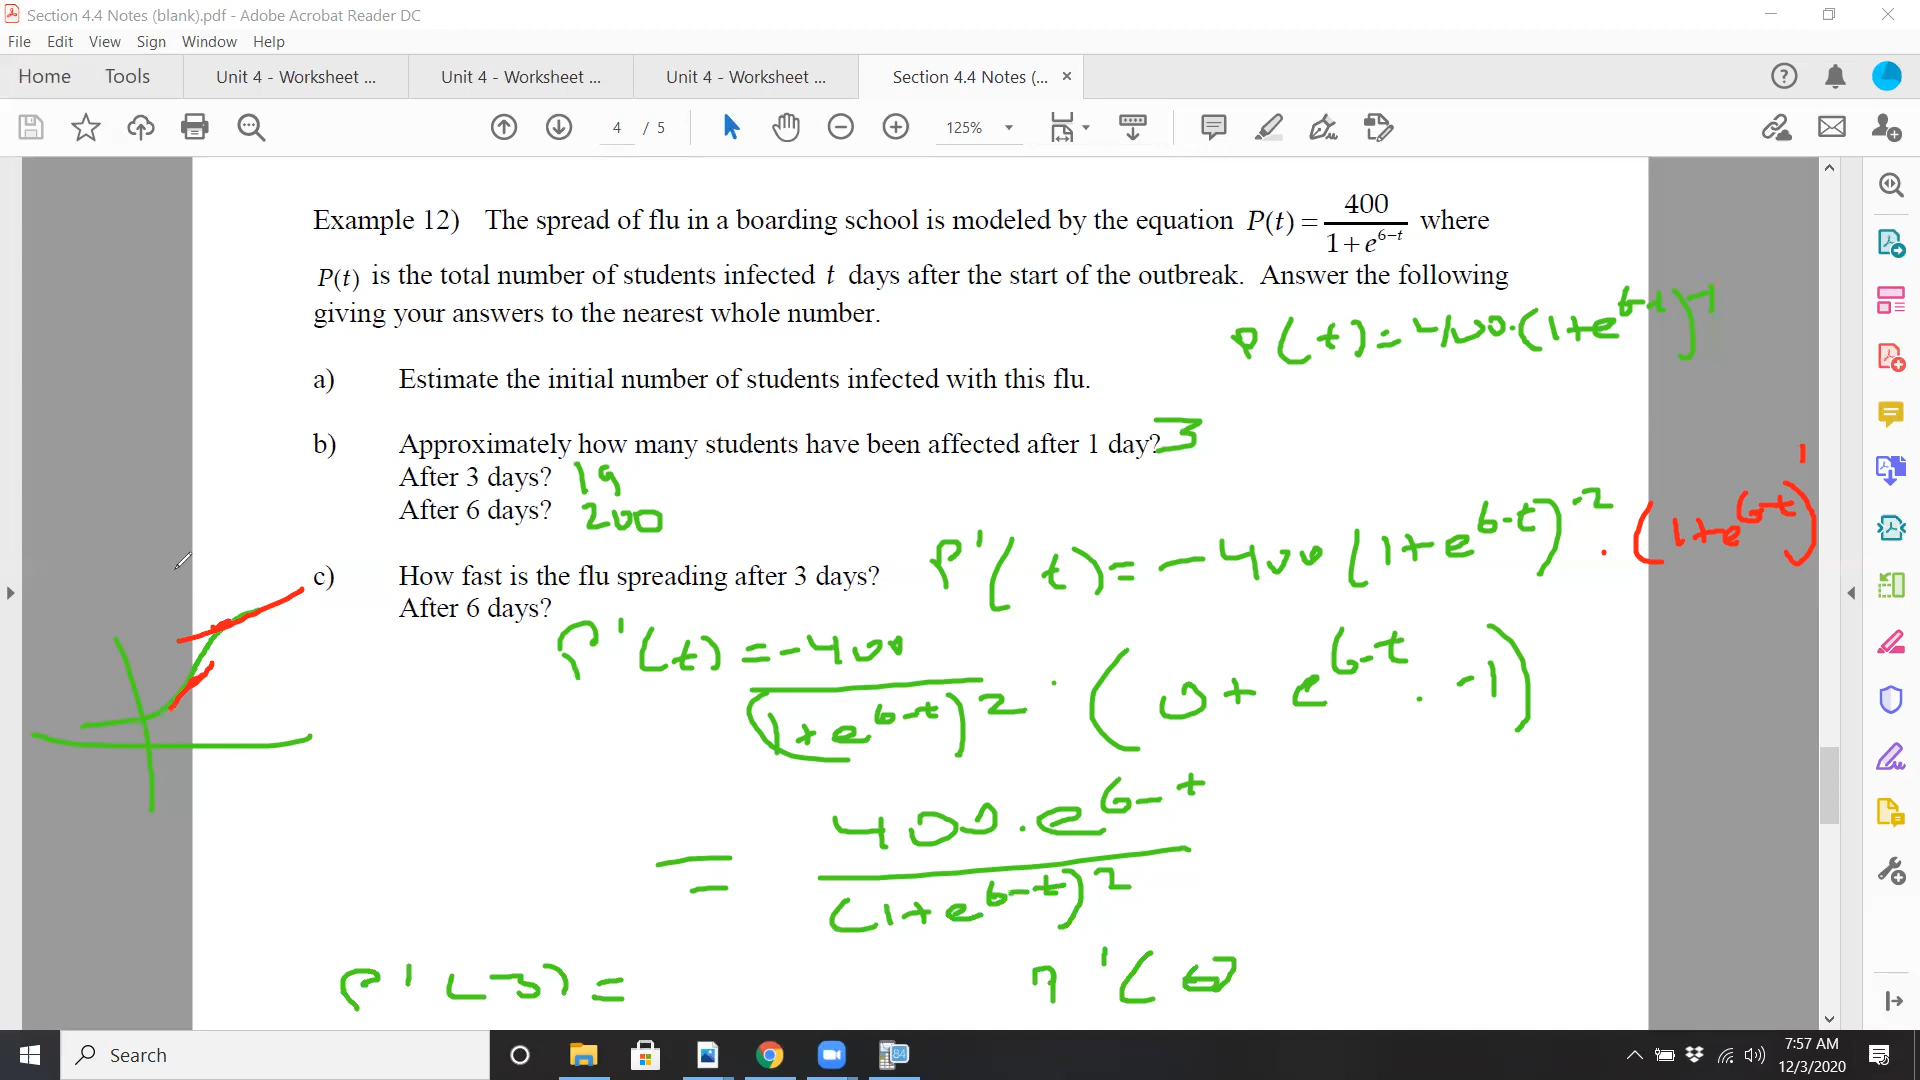 Section 4.4 Notes (blank).pdf - Adobe Acrobat Reader DC
File Edit View Sign Window Help
Home Tools Unit 4 - Worksheet ... Unit 4 - Worksheet ... Unit 4 - Worksheet ... Section 4.4 Notes (... ×
4 / 5 125%
Example 12) The spread of flu in a boarding school is modeled by the equation P(t) = 400/(1+e^(6-t)) where
P(t) is the total number of students infected t days after the start of the outbreak. Answer the following
giving your answers to the nearest whole number.
P(t)=400·(1+e^(6-t))^-1
a) Estimate the initial number of students infected with this flu.
b) Approximately how many students have been affected after 1 day? 3
After 3 days? 19
After 6 days? 200
P'(t)=-400(1+e^(6-t))^-2 · (1+e^(6-t))'
c) How fast is the flu spreading after 3 days?
After 6 days?
P'(t)=-400/(1+e^(6-t))^2 · (0+e^(6-t)·-1)
= 400·e^(6-t)/(1+e^(6-t))^2
P'(3)= P'(6)
Search
84
7:57 AM
12/3/2020